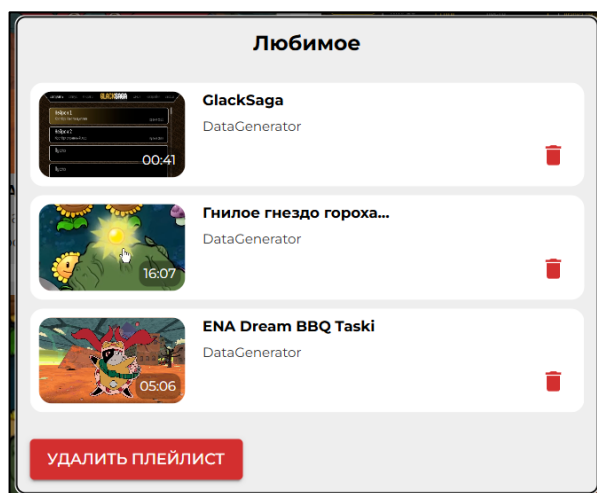 Любимое
GLACKSAGA
00:41
GlackSaga
DataGenerator
16:07
Гнилое гнездо гороха...
DataGenerator
05:06
ENA Dream BBQ Taski
DataGenerator
УДАЛИТЬ ПЛЕЙЛИСТ